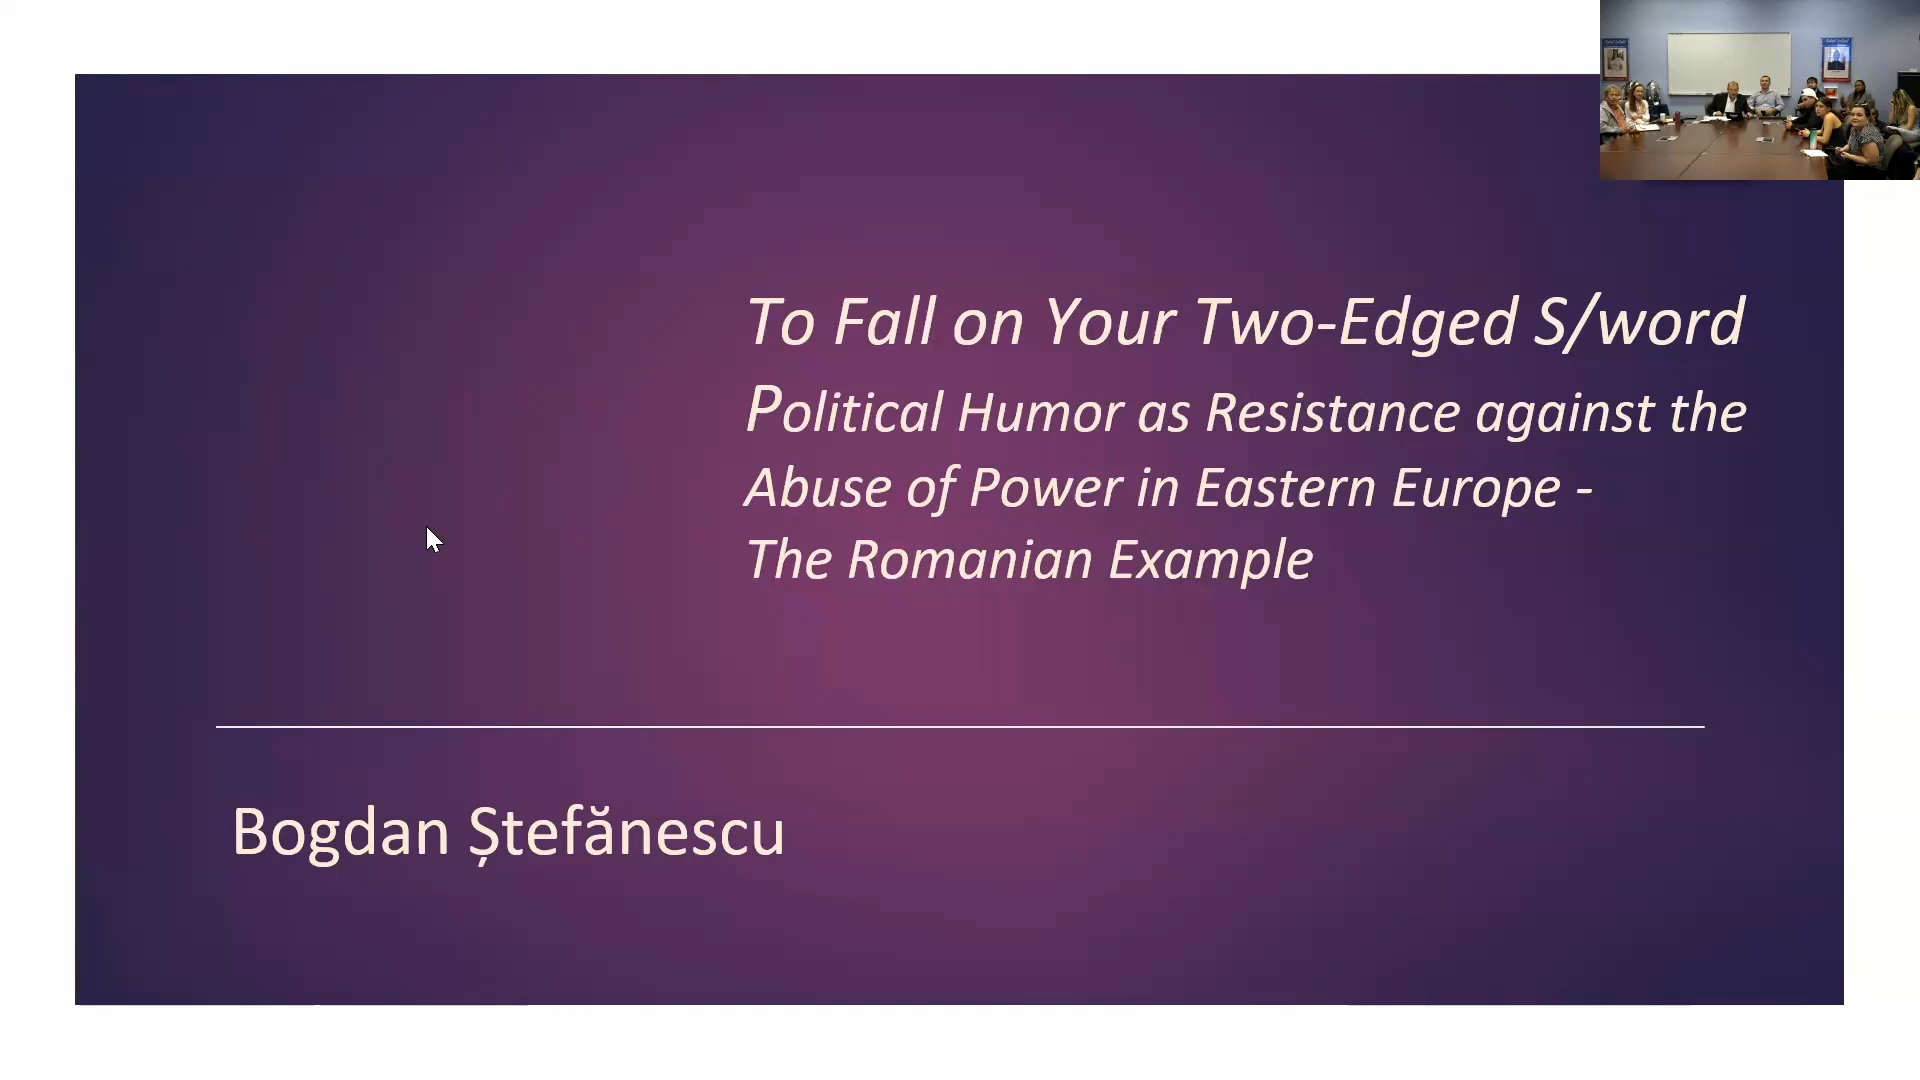 To Fall on Your Two-Edged S/word
Political Humor as Resistance against the
Abuse of Power in Eastern Europe -
The Romanian Example
Bogdan Ștefănescu